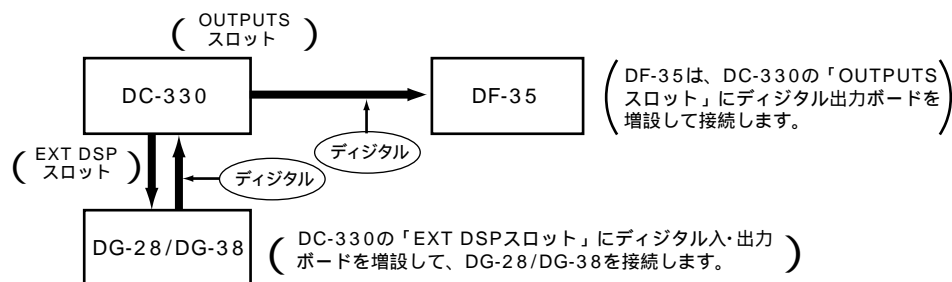 (OUTPUTS
スロット)
DC-330
DF-35
(DF-35は、DC-330の「OUTPUTS
スロット」にディジタル出力ボードを
増設して接続します。)
ディジタル
(EXT DSP
スロット)
ディジタル
DG-28/DG-38
(DC-330の「EXT DSPスロット」にディジタル入・出力
ボードを増設して、DG-28/DG-38を接続します。)